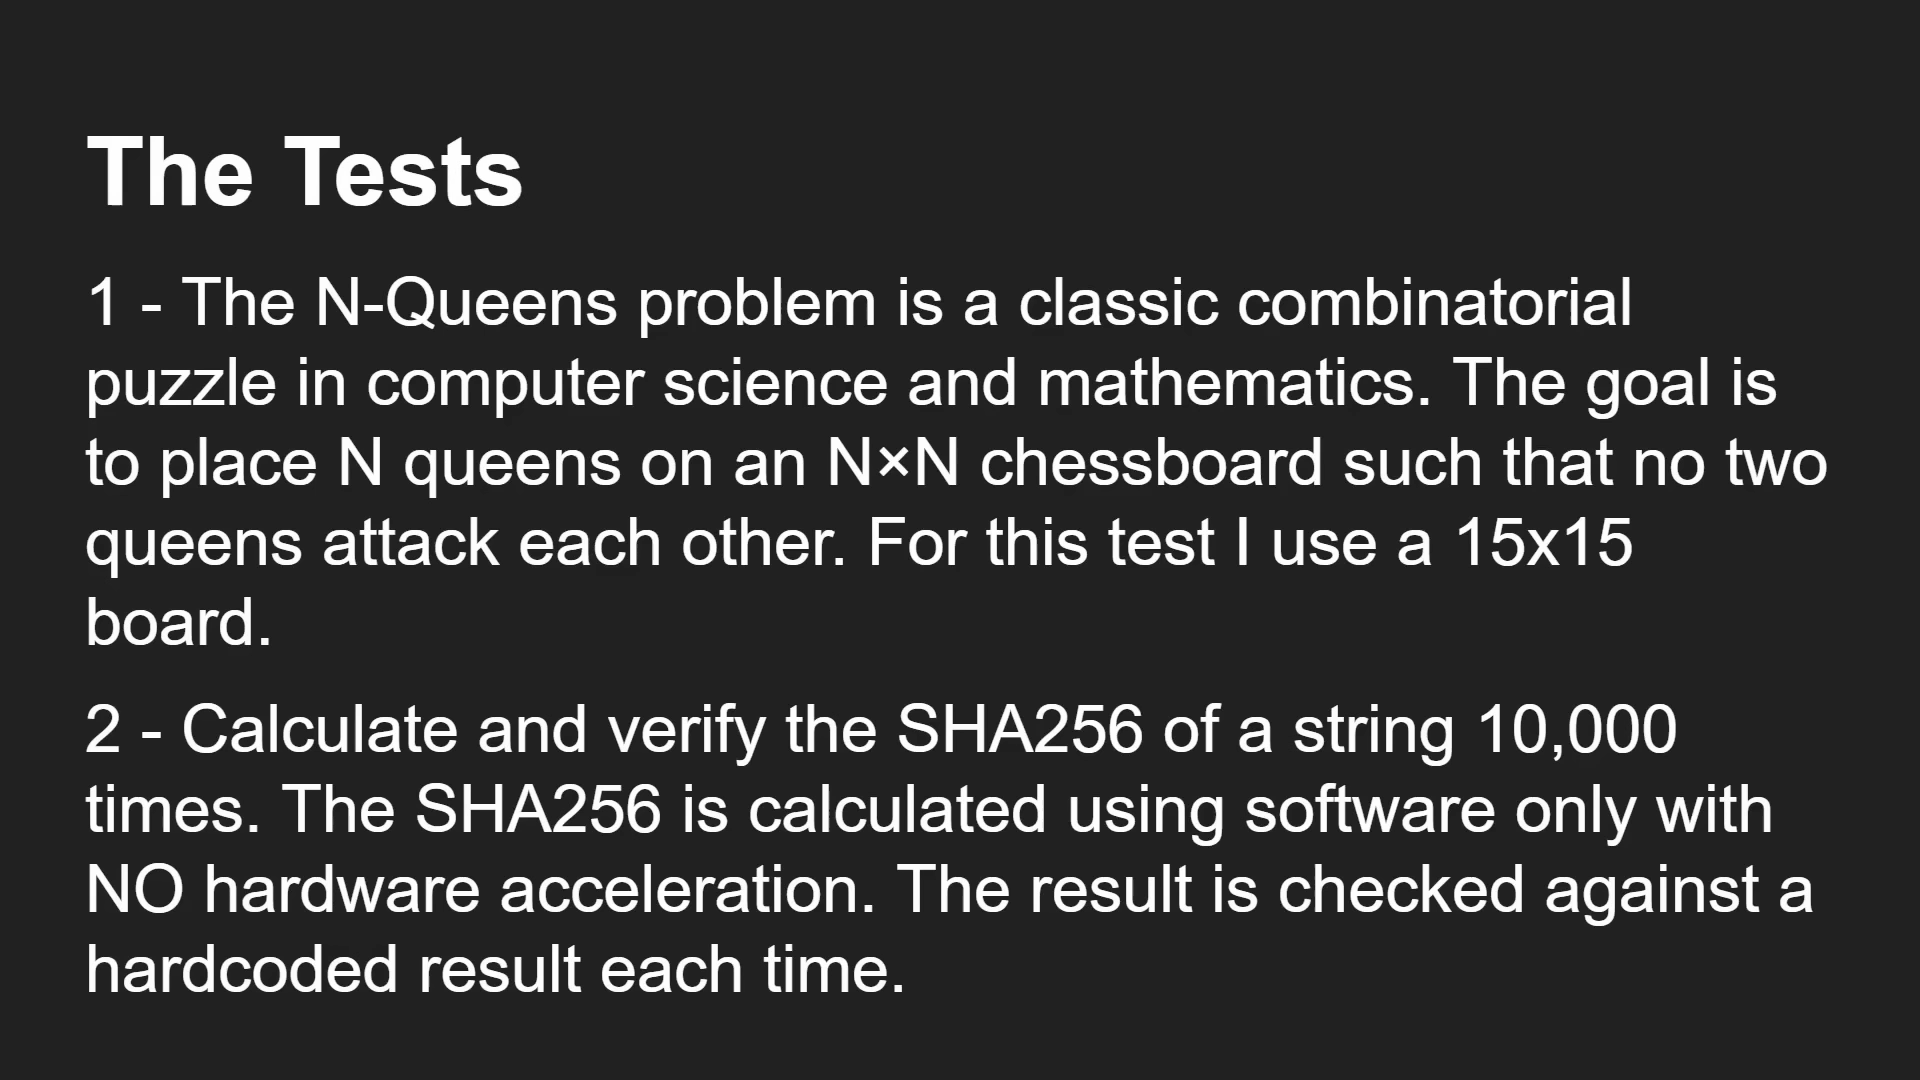 The Tests
1 - The N-Queens problem is a classic combinatorial
puzzle in computer science and mathematics. The goal is
to place N queens on an N×N chessboard such that no two
queens attack each other. For this test I use a 15x15
board.
2 - Calculate and verify the SHA256 of a string 10,000
times. The SHA256 is calculated using software only with
NO hardware acceleration. The result is checked against a
hardcoded result each time.